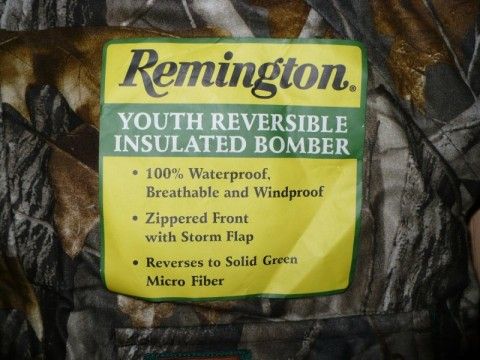 Remington®
YOUTH REVERSIBLE
INSULATED BOMBER
• 100% Waterproof,
Breathable and Windproof
• Zippered Front
with Storm Flap
• Reverses to Solid Green
Micro Fiber